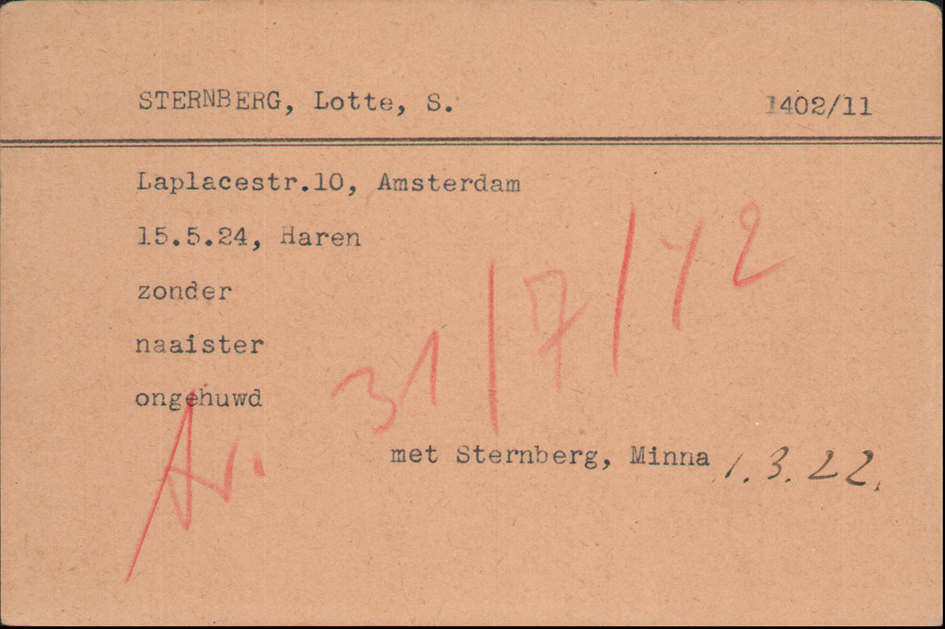 STERNBERG, Lotte, S. 1402/11
Laplacestr.10, Amsterdam
15.5.24, Haren
zonder
naaister
ongehuwd
31/7/42
met Sternberg, Minna 1.3.22.